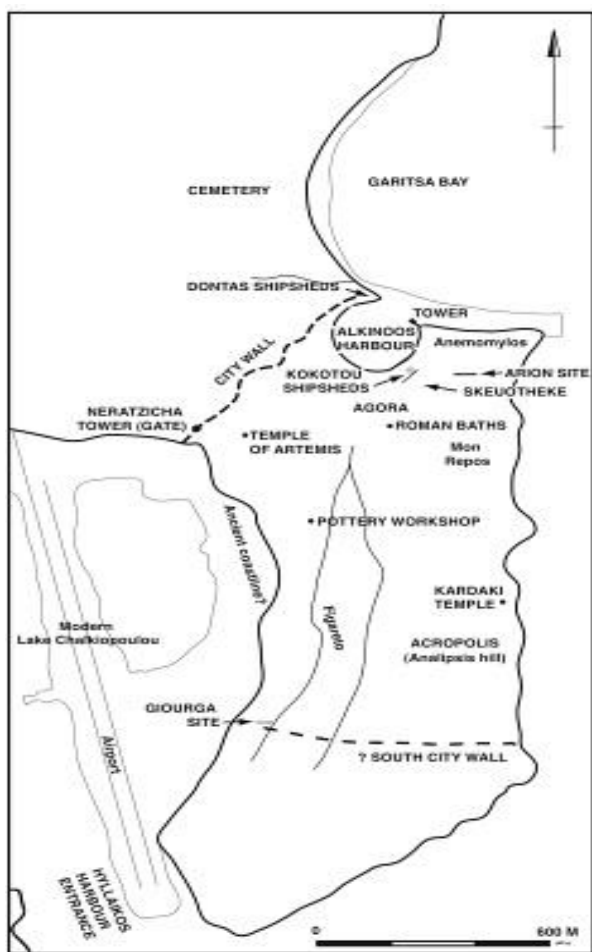 CEMETERY
GARITSA BAY
DONTAS SHIPSHEDS
TOWER
ALKINOOS
HARBOUR
Anemomylos
CITY WALL
KOKOTOU
SHIPSHEDS
ARION SITE
SKEUOTHEKE
NERATZICHA
TOWER (GATE)
AGORA
ROMAN BATHS
TEMPLE
OF ARTEMIS
Mon
Repos
Ancient coastline?
POTTERY WORKSHOP
KARDAKI
TEMPLE
Figareto
Modern
Lake Chalkiopoulou
ACROPOLIS
(Analipsis hill)
GIOURGA
SITE
Airport
? SOUTH CITY WALL
HYLLAIKOS
HARBOUR
ENTRANCE
0
600 M